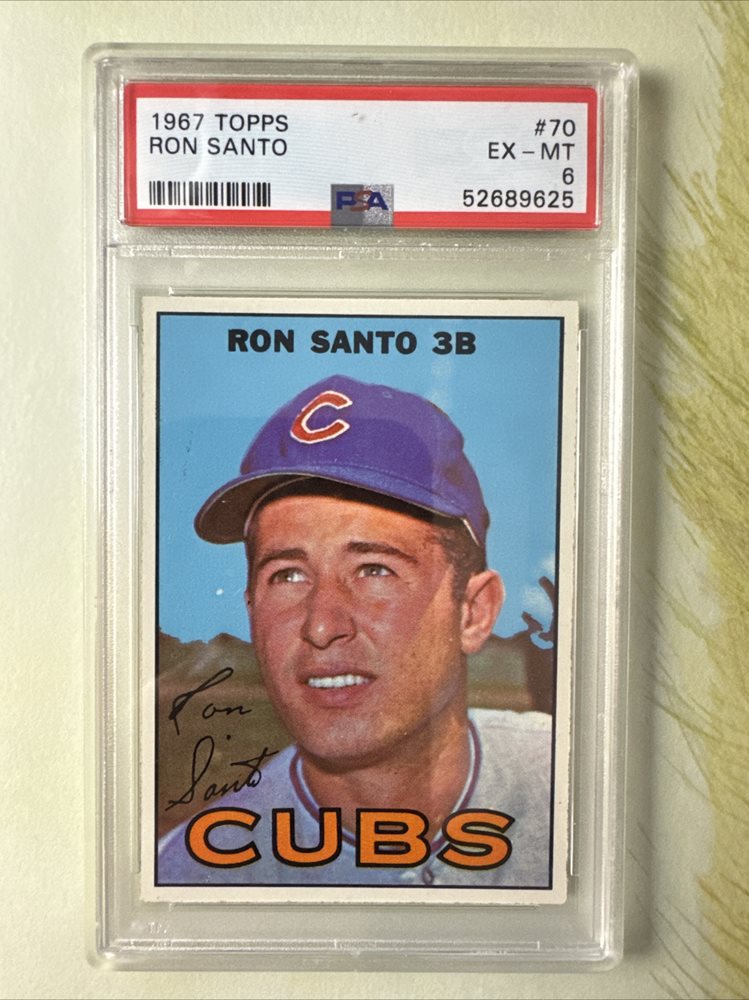 1967 TOPPS #70
RON SANTO EX - MT
6
PSA 52689625
RON SANTO 3B
C
Ron
Santo
CUBS